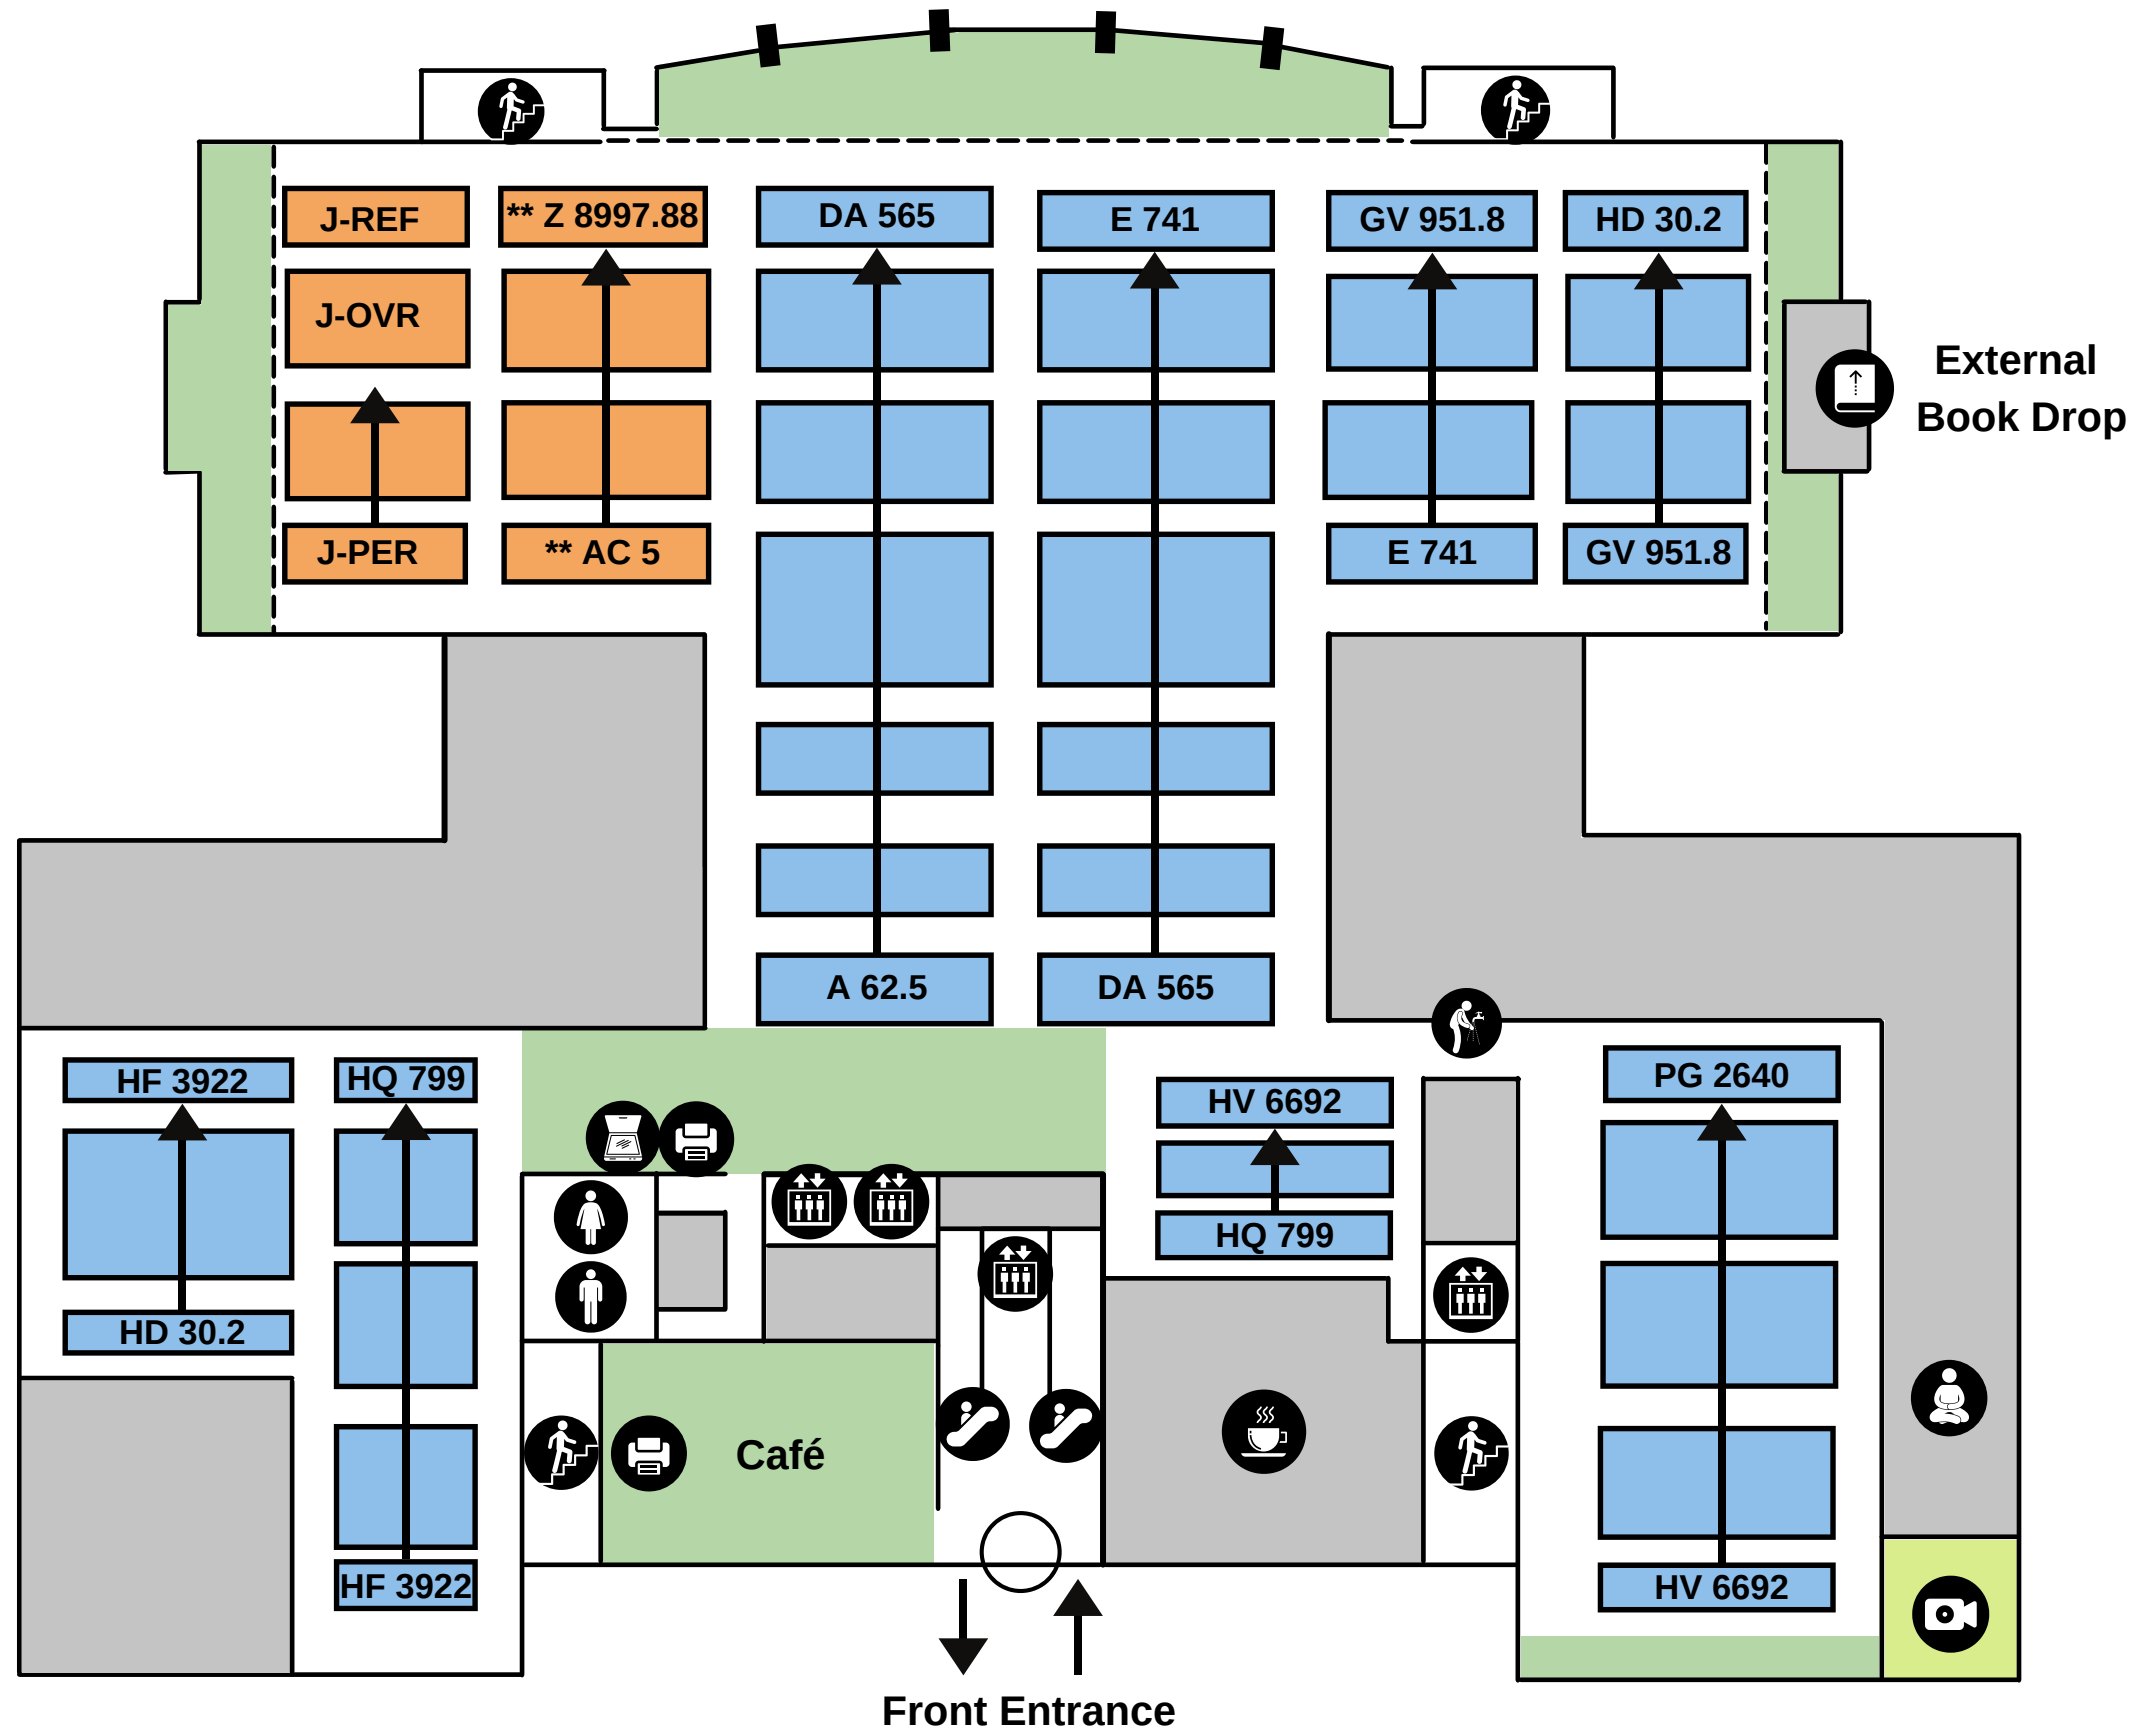 J-REF
** Z 8997.88
DA 565
E 741
GV 951.8
HD 30.2
J-OVR
External
Book Drop
J-PER
** AC 5
E 741
GV 951.8
A 62.5
DA 565
HF 3922
HQ 799
HV 6692
PG 2640
HQ 799
HD 30.2
Café
HF 3922
HV 6692
Front Entrance